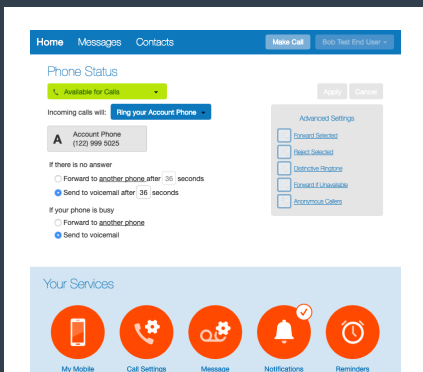 Home Messages Contacts Make Call Bob Test End User
Phone Status
Available for Calls Apply Cancel
Incoming calls will: Ring your Account Phone
Advanced Settings
A Account Phone
(122) 999 5025
Forward Selected
Reject Selected
Distinctive Ringtone
Forward if Unavailable
Anonymous Callers
If there is no answer
Forward to another phone after 36 seconds
Send to voicemail after 36 seconds
If your phone is busy
Forward to another phone
Send to voicemail
Your Services
My Mobile Call Settings Message Notifications Reminders